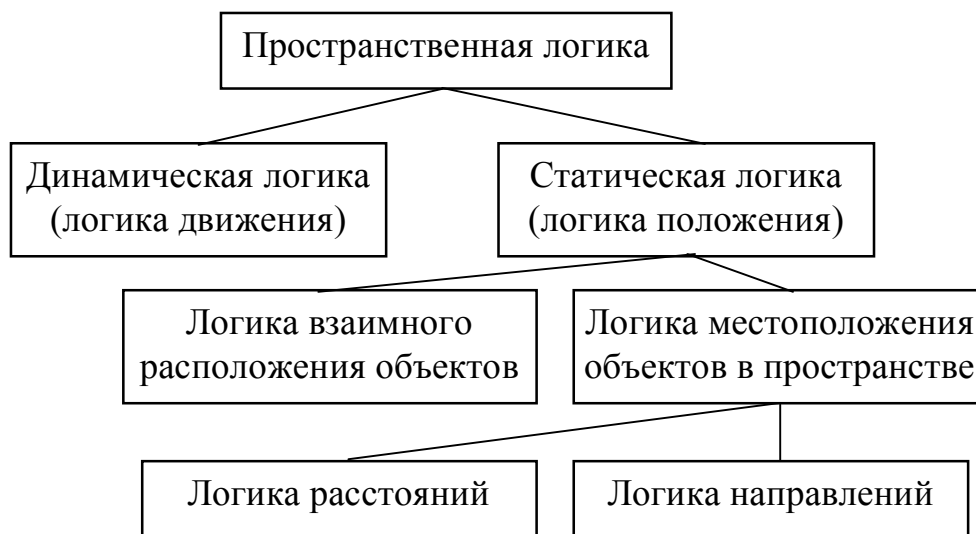 Пространственная логика
Динамическая логика
(логика движения)
Статическая логика
(логика положения)
Логика взаимного
расположения объектов
Логика местоположения
объектов в пространстве
Логика расстояний
Логика направлений